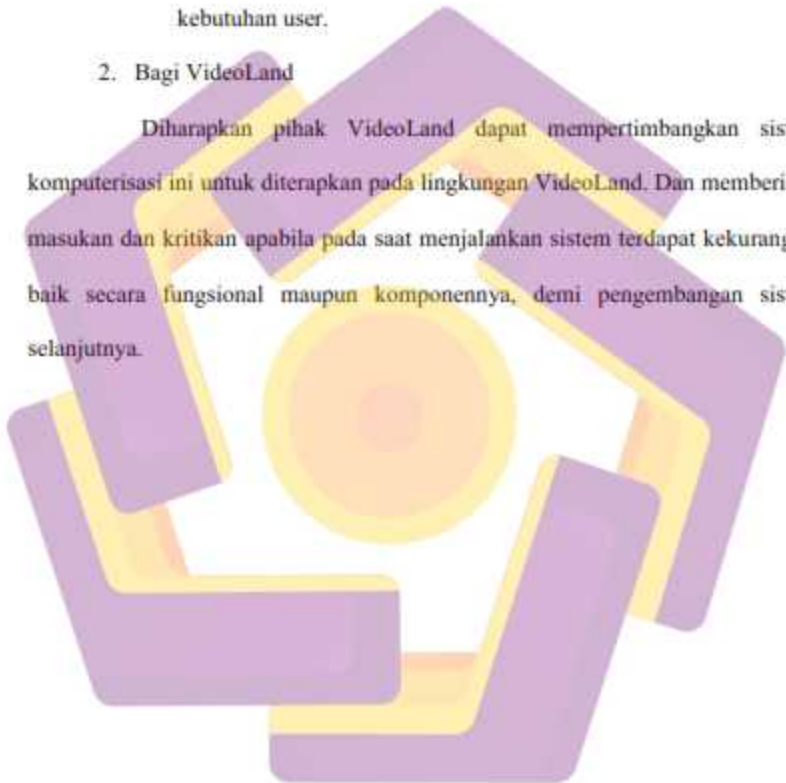 kebutuhan user.
2. Bagi VideoLand
Diharapkan pihak VideoLand dapat mempertimbangkan sis
komputerisasi ini untuk diterapkan pada lingkungan VideoLand. Dan memberi
masukan dan kritikan apabila pada saat menjalankan sistem terdapat kekurang
baik secara fungsional maupun komponennya, demi pengembangan sis
selanjutnya.